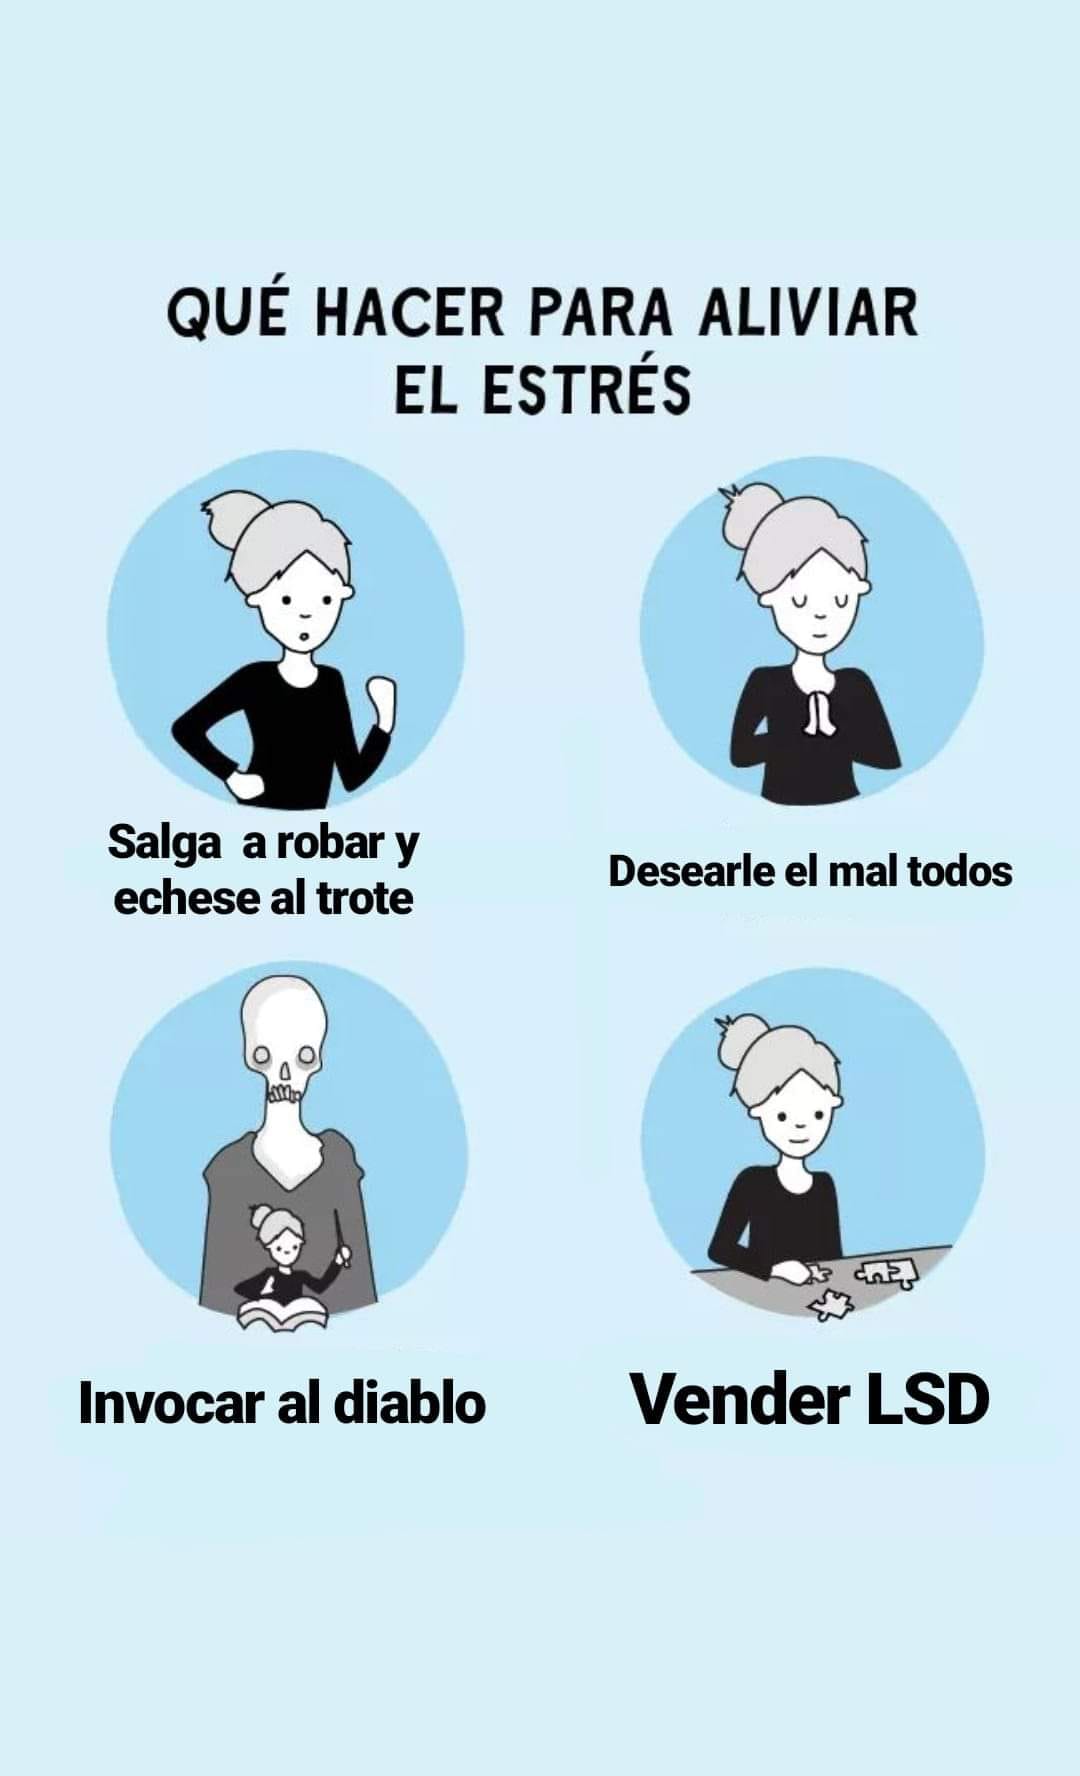 QUÉ HACER PARA ALIVIAR
EL ESTRÉS
Salga a robar y
echese al trote
Desearle el mal todos
Invocar al diablo
Vender LSD